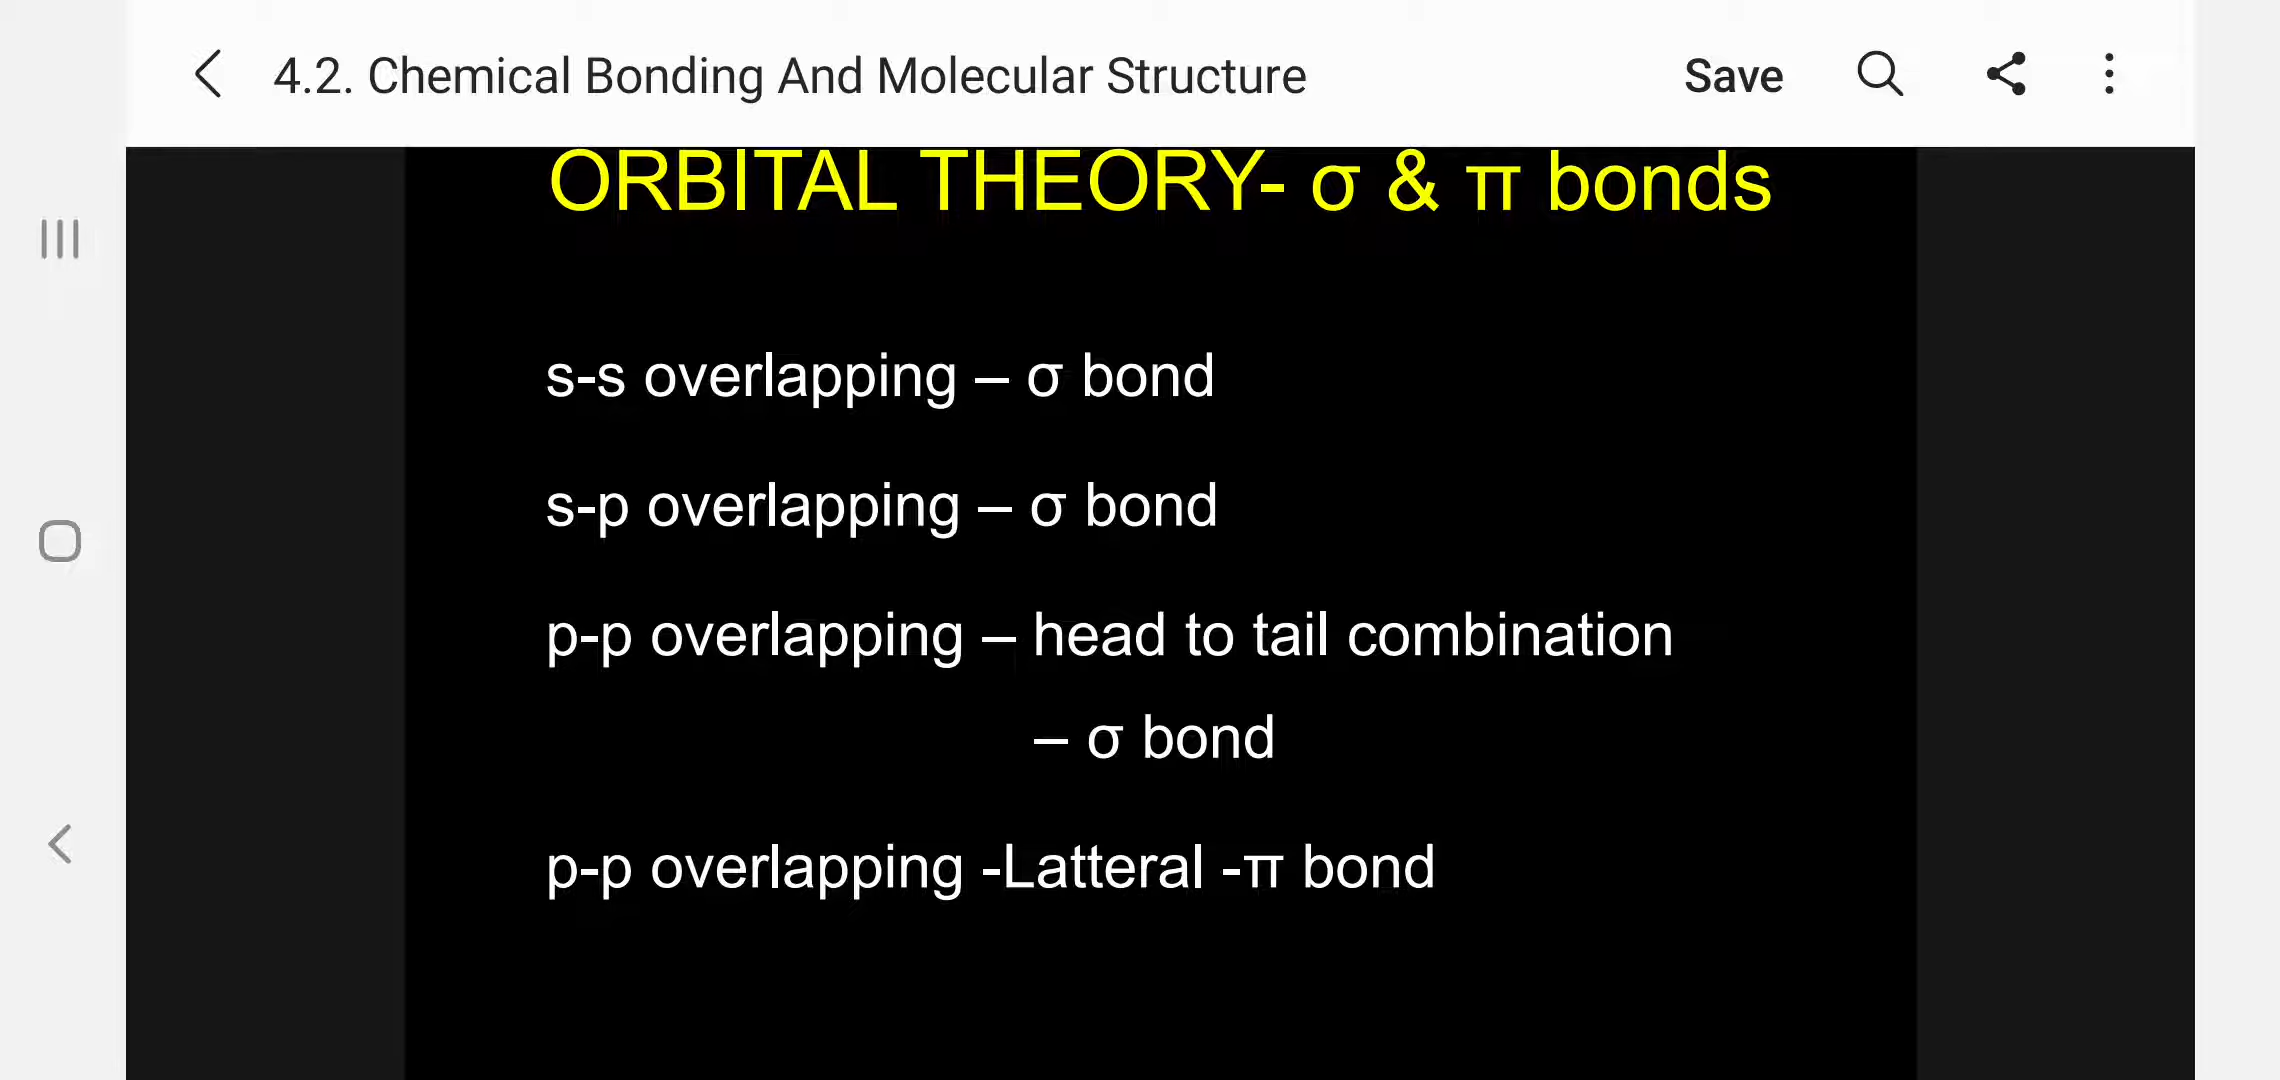 4.2. Chemical Bonding And Molecular Structure
Save
ORBITAL THEORY- σ & π bonds
s-s overlapping – σ bond
s-p overlapping – σ bond
p-p overlapping – head to tail combination
– σ bond
p-p overlapping -Latteral -π bond